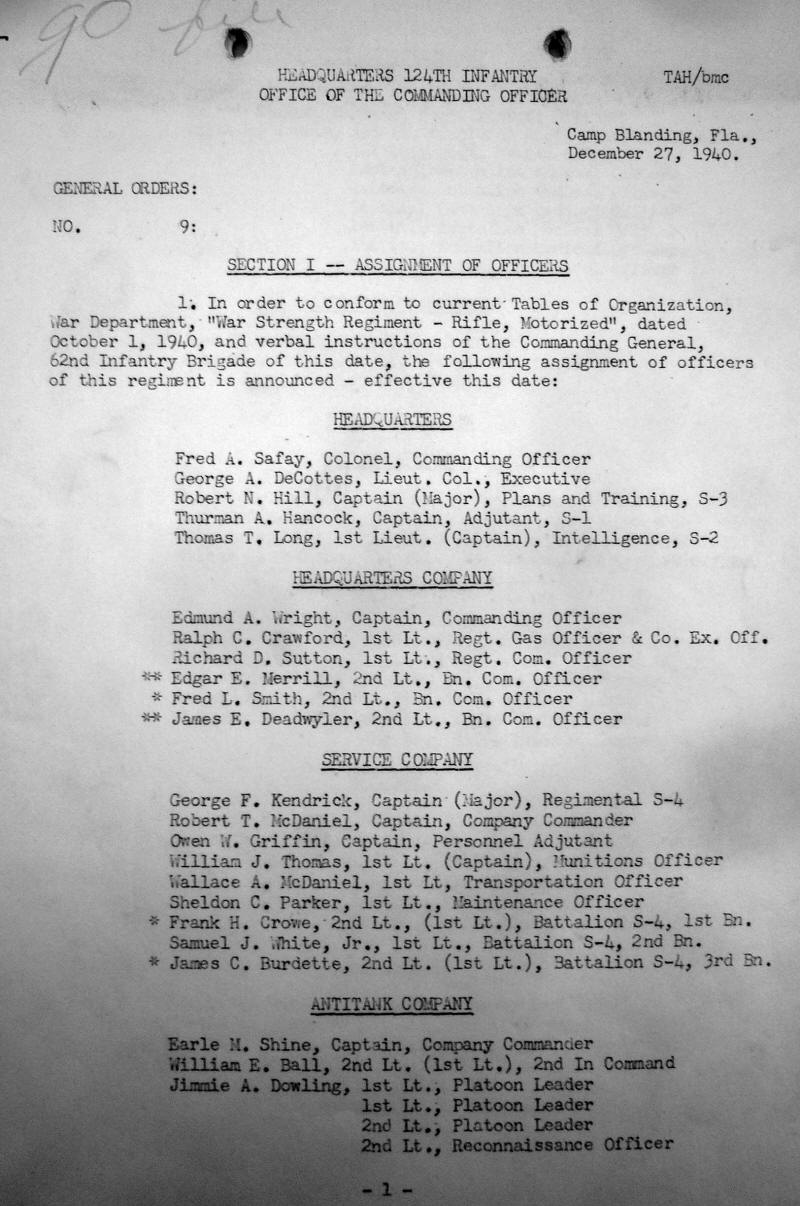 go file
HEADQUARTERS 124TH INFANTRY TAH/bmc
OFFICE OF THE COMMANDING OFFICER
Camp Blanding, Fla.,
December 27, 1940.
GENERAL ORDERS:
NO. 9:
SECTION I -- ASSIGNMENT OF OFFICERS
1. In order to conform to current Tables of Organization,
War Department, "War Strength Regiment - Rifle, Motorized", dated
October 1, 1940, and verbal instructions of the Commanding General,
62nd Infantry Brigade of this date, the following assignment of officers
of this regiment is announced - effective this date:
HEADQUARTERS
Fred A. Safay, Colonel, Commanding Officer
George A. DeCottes, Lieut. Col., Executive
Robert N. Hill, Captain (Major), Plans and Training, S-3
Thurman A. Hancock, Captain, Adjutant, S-1
Thomas T. Long, 1st Lieut. (Captain), Intelligence, S-2
HEADQUARTERS COMPANY
Edmund A. Wright, Captain, Commanding Officer
Ralph C. Crawford, 1st Lt., Regt. Gas Officer & Co. Ex. Off.
Richard D. Sutton, 1st Lt., Regt. Com. Officer
** Edgar E. Merrill, 2nd Lt., Bn. Com. Officer
* Fred L. Smith, 2nd Lt., Bn. Com. Officer
** James E. Deadwyler, 2nd Lt., Bn. Com. Officer
SERVICE COMPANY
George F. Kendrick, Captain (Major), Regimental S-4
Robert T. McDaniel, Captain, Company Commander
Owen W. Griffin, Captain, Personnel Adjutant
William J. Thomas, 1st Lt. (Captain), Munitions Officer
Wallace A. McDaniel, 1st Lt, Transportation Officer
Sheldon C. Parker, 1st Lt., Maintenance Officer
* Frank H. Crowe, 2nd Lt., (1st Lt.), Battalion S-4, 1st Bn.
Samuel J. White, Jr., 1st Lt., Battalion S-4, 2nd Bn.
* James C. Burdette, 2nd Lt. (1st Lt.), Battalion S-4, 3rd Bn.
ANTITANK COMPANY
Earle M. Shine, Captain, Company Commander
William E. Ball, 2nd Lt. (1st Lt.), 2nd In Command
Jimmie A. Dowling, 1st Lt., Platoon Leader
1st Lt., Platoon Leader
2nd Lt., Platoon Leader
2nd Lt., Reconnaissance Officer
- 1 -